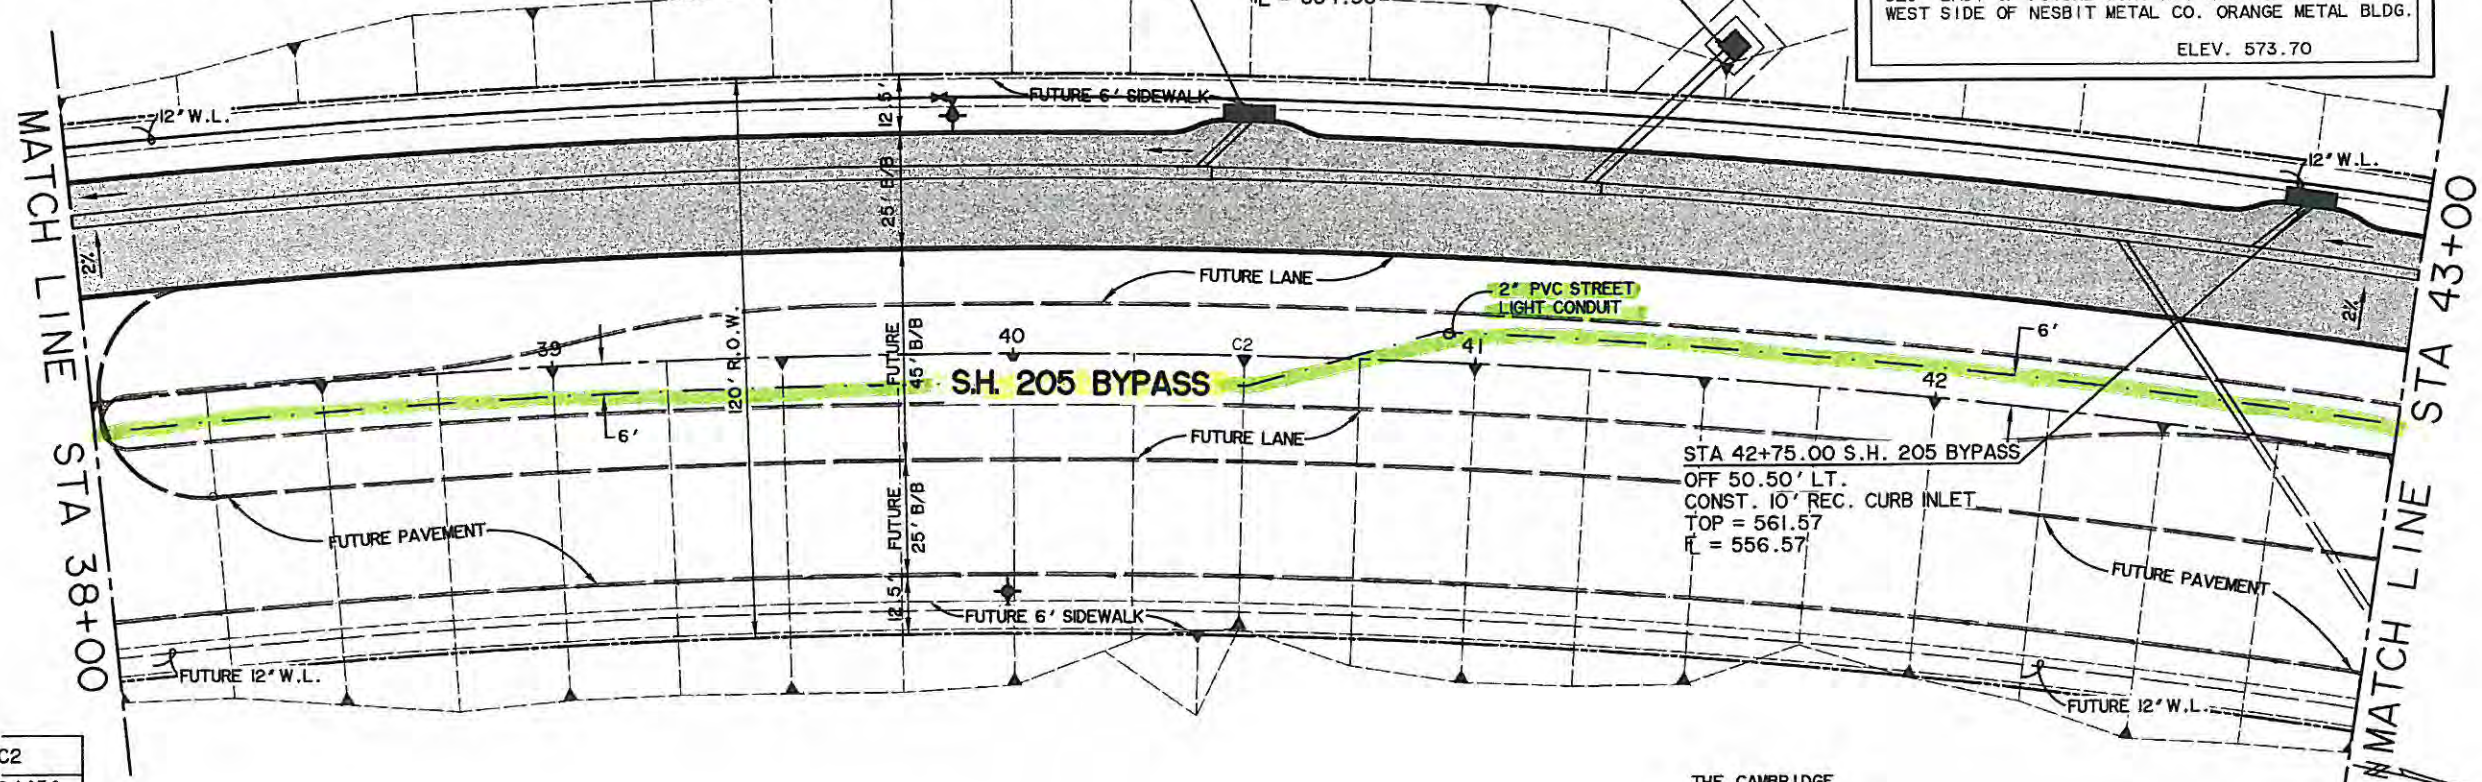 WEST SIDE OF NESBIT METAL CO. ORANGE METAL BLDG.
ELEV. 573.70
12" W.L.
FUTURE 6' SIDEWALK
12.5'
12" W.L.
MATCH LINE STA 38+00
25' B/B
2%
FUTURE LANE
2" PVC STREET
LIGHT CONDUIT
2%
MATCH LINE STA 43+00
120' R.O.W.
FUTURE
45' B/B
39
40
C2
41
6'
42
S.H. 205 BYPASS
6'
FUTURE LANE
STA 42+75.00 S.H. 205 BYPASS
OFF 50.50' LT.
CONST. 10' REC. CURB INLET
TOP = 561.57
FL = 556.57
FUTURE PAVEMENT
FUTURE
25' B/B
FUTURE PAVEMENT
12.5'
FUTURE 6' SIDEWALK
FUTURE 12" W.L.
FUTURE 12" W.L.
C2
THE CAMBRIDGE